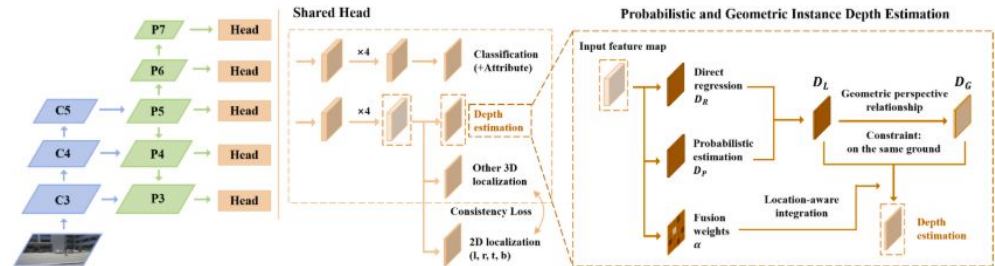 P7
Head
P6
Head
C5
P5
Head
C4
P4
Head
C3
P3
Head
Shared Head
×4
Classification
(+Attribute)
×4
Depth
estimation
Other 3D
localization
Consistency Loss
2D localization
(l, r, t, b)
Probabilistic and Geometric Instance Depth Estimation
Input feature map
Direct
regression
D_R
Probabilistic
estimation
D_P
Fusion
weights
α
D_L
Geometric perspective
relationship
Constraint:
on the same ground
D_G
Location-aware
integration
Depth
estimation